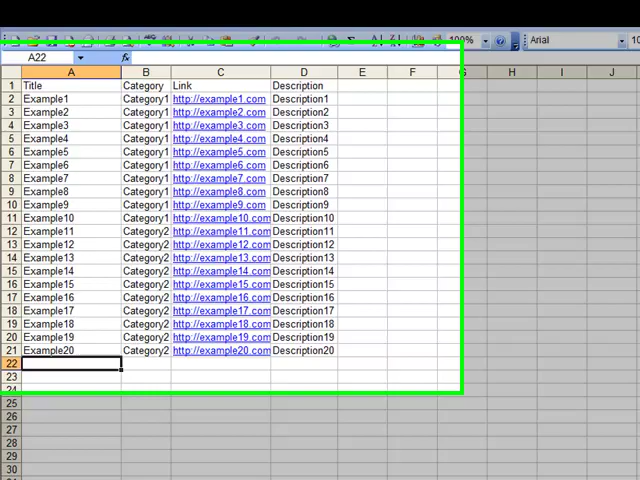 100% Arial 10
A22 fx
A B C D E F G H I J
1 Title Category Link Description
2 Example1 Category1 http://example1.com Description1
3 Example2 Category1 http://example2.com Description2
4 Example3 Category1 http://example3.com Description3
5 Example4 Category1 http://example4.com Description4
6 Example5 Category1 http://example5.com Description5
7 Example6 Category1 http://example6.com Description6
8 Example7 Category1 http://example7.com Description7
9 Example8 Category1 http://example8.com Description8
10 Example9 Category1 http://example9.com Description9
11 Example10 Category1 http://example10.com Description10
12 Example11 Category2 http://example11.com Description11
13 Example12 Category2 http://example12.com Description12
14 Example13 Category2 http://example13.com Description13
15 Example14 Category2 http://example14.com Description14
16 Example15 Category2 http://example15.com Description15
17 Example16 Category2 http://example16.com Description16
18 Example17 Category2 http://example17.com Description17
19 Example18 Category2 http://example18.com Description18
20 Example19 Category2 http://example19.com Description19
21 Example20 Category2 http://example20.com Description20
22
23
24
25
26
27
28
29
30